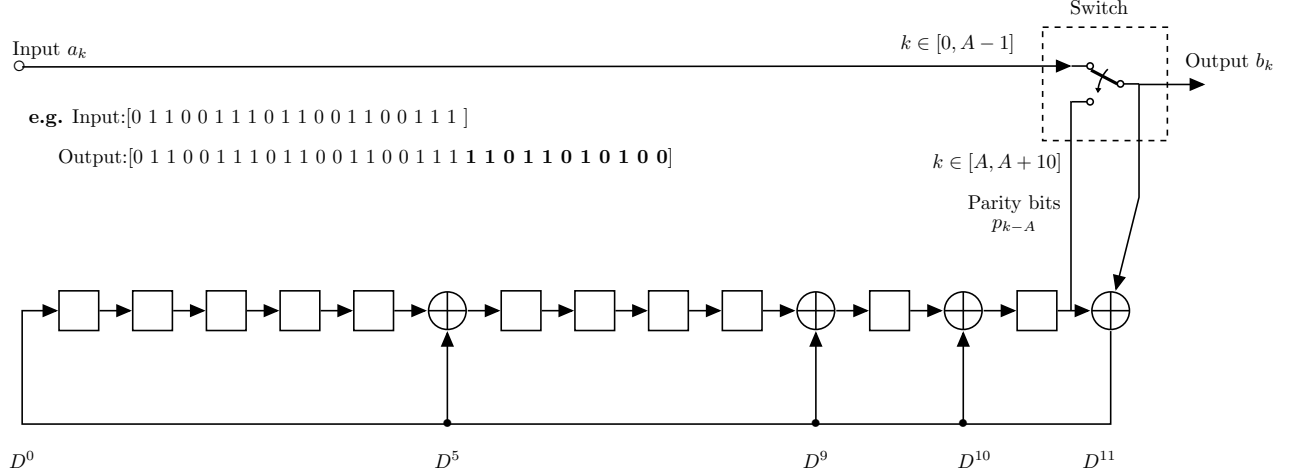 Switch
Input $a_k$
$k \in [0, A-1]$
Output $b_k$
e.g. Input:[0 1 1 0 0 1 1 1 0 1 1 0 0 1 1 0 0 1 1 1 ]
Output:[0 1 1 0 0 1 1 1 0 1 1 0 0 1 1 0 0 1 1 1 1 1 0 1 1 0 1 0 1 0 0]
$k \in [A, A+10]$
Parity bits
$p_{k-A}$
$D^0$
$D^5$
$D^9$
$D^{10}$
$D^{11}$